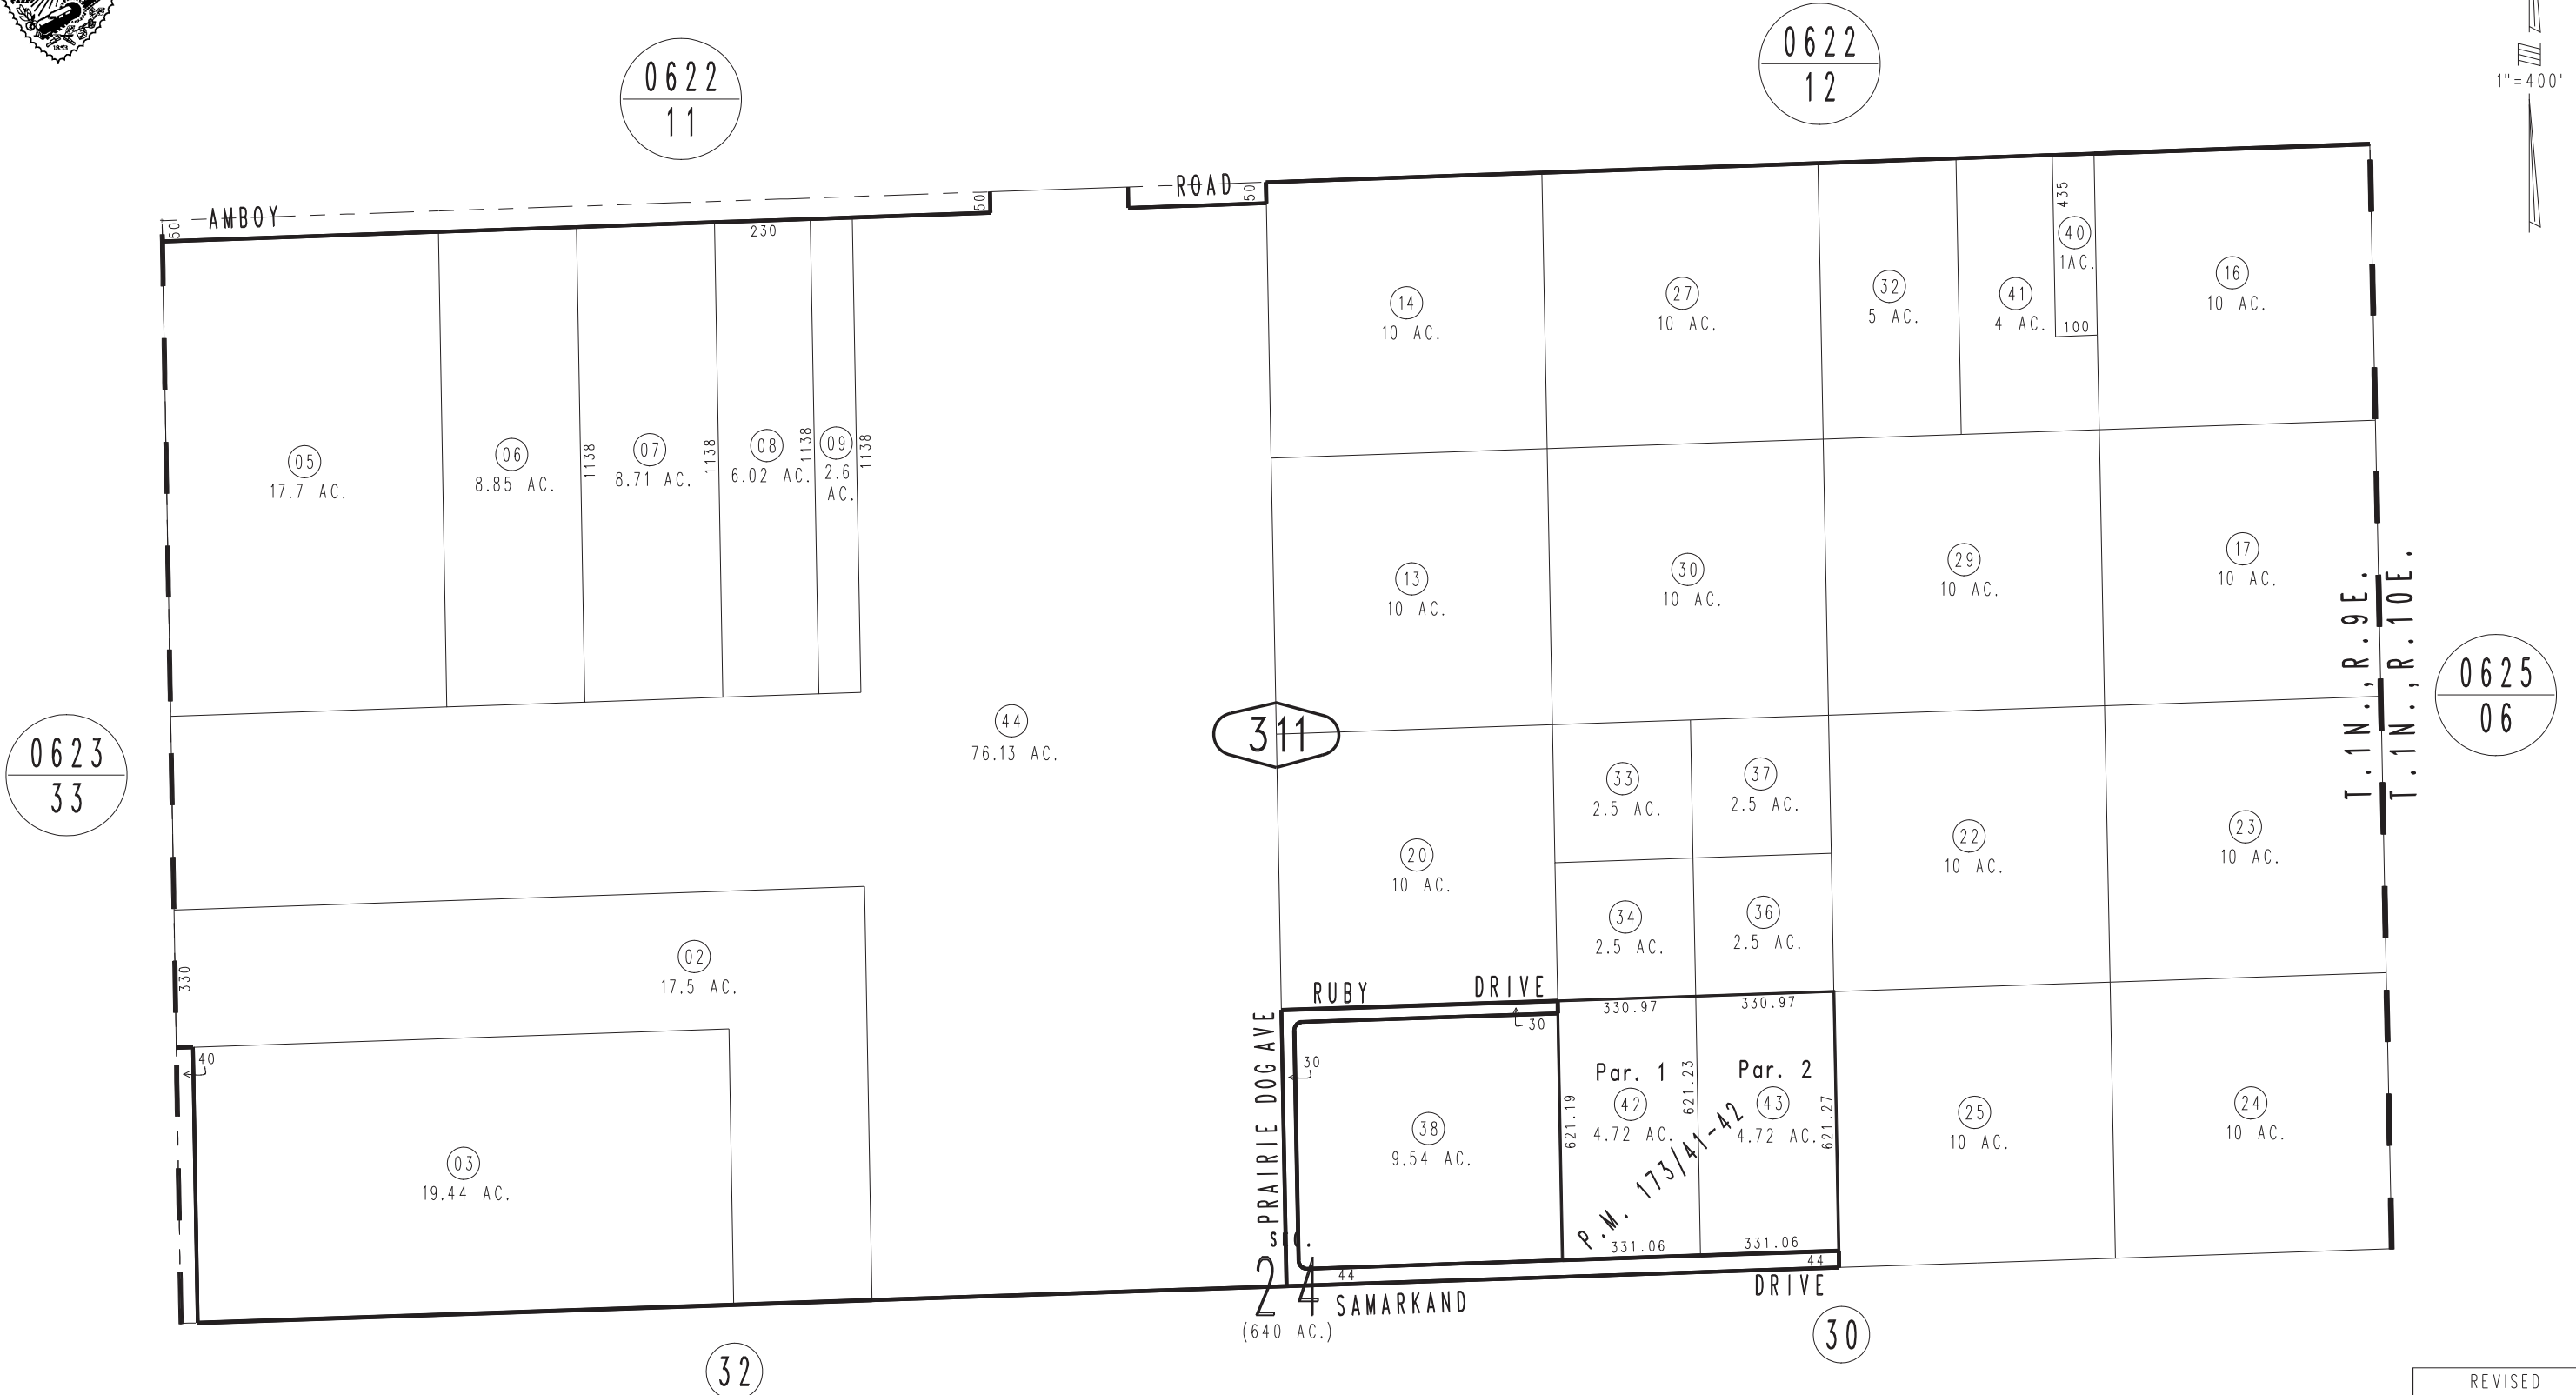 1853
0622
11
0622
12
1"=400'
AMBOY
ROAD
50
50
50
230
435
40
1AC.
100
14
10 AC.
27
10 AC.
32
5 AC.
41
4 AC.
16
10 AC.
05
17.7 AC.
06
8.85 AC.
1138
07
8.71 AC.
1138
08
6.02 AC.
1138
09
2.6
AC.
1138
13
10 AC.
30
10 AC.
29
10 AC.
17
10 AC.
T.1N.,R.9E.
T.1N.,R.10E.
0625
06
0623
33
44
76.13 AC.
311
33
2.5 AC.
37
2.5 AC.
20
10 AC.
34
2.5 AC.
36
2.5 AC.
22
10 AC.
23
10 AC.
330
02
17.5 AC.
40
03
19.44 AC.
RUBY DRIVE
30
30
PRAIRIE DOG AVE
330.97
330.97
Par. 1
42
4.72 AC.
Par. 2
43
4.72 AC.
621.19
621.23
621.27
P.M. 173/41-42
38
9.54 AC.
25
10 AC.
24
10 AC.
331.06
331.06
44
44
24
(640 AC.)
SAMARKAND DRIVE
32
30
REVISED